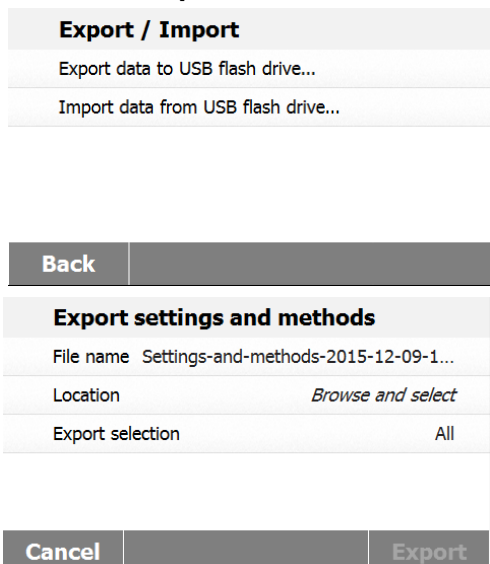 Export / Import
Export data to USB flash drive...
Import data from USB flash drive...
Back
Export settings and methods
File name Settings-and-methods-2015-12-09-1...
Location Browse and select
Export selection All
Cancel Export